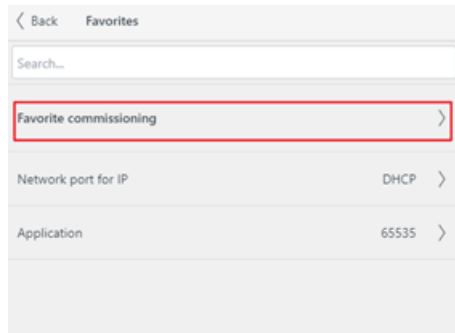 Back Favorites
Search...
Favorite commissioning
Network port for IP DHCP
Application 65535